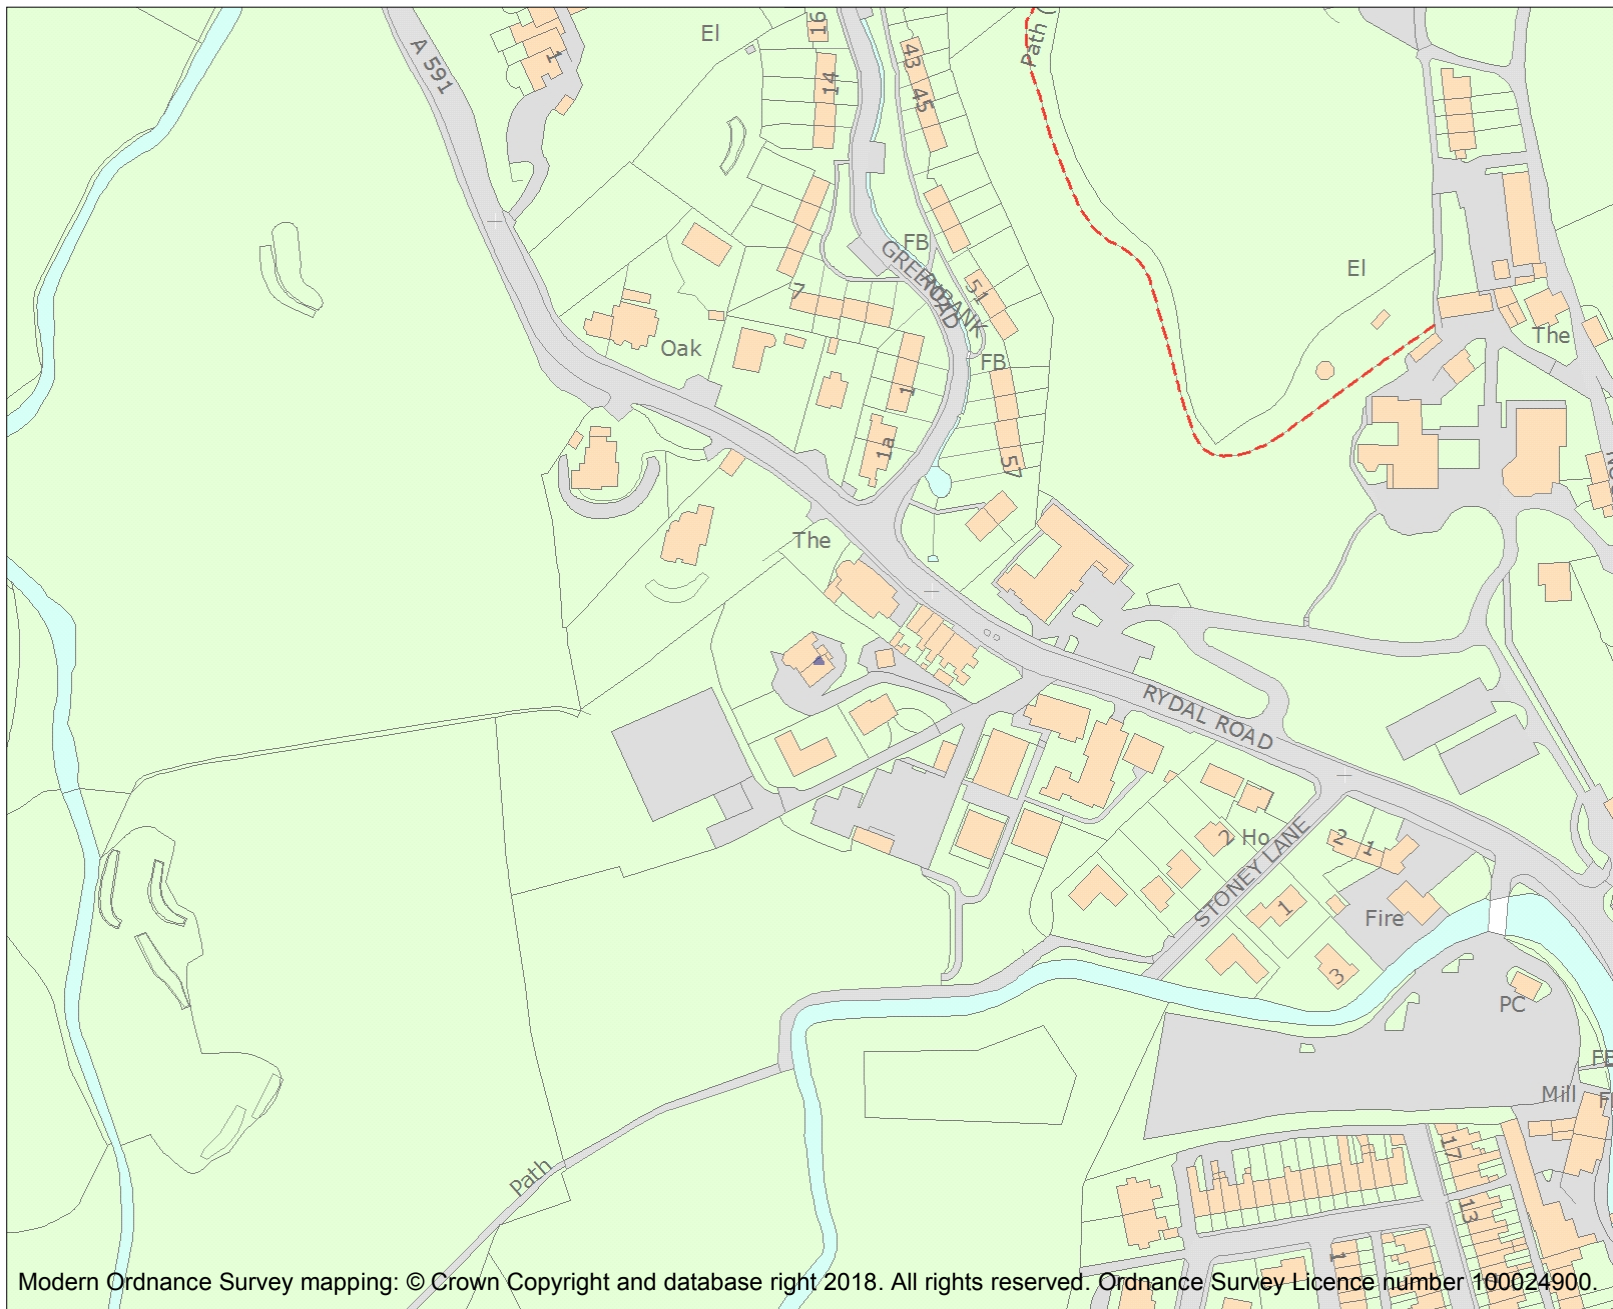 A 591
1
El
16
14
43
45
Path (
FB
GREENBANK
ROAD
51
7
El
The
Oak
FB
1
1a
57
The
RYDAL ROAD
2
Ho
STONEY LANE
2
1
1
Fire
3
PC
Mill
Path
17
13
1
Modern Ordnance Survey mapping: © Crown Copyright and database right 2018. All rights reserved. Ordnance Survey Licence number 100024900.